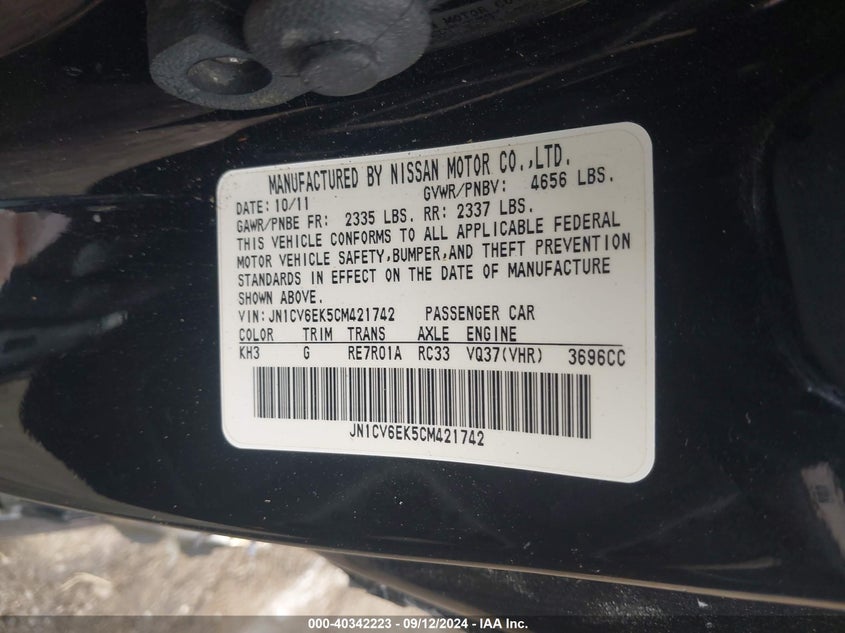 MOTOR CO
MANUFACTURED BY NISSAN MOTOR CO.,LTD.
DATE: 10/11 GVWR/PNBV: 4656 LBS.
GAWR/PNBE FR: 2335 LBS. RR: 2337 LBS.
THIS VEHICLE CONFORMS TO ALL APPLICABLE FEDERAL
MOTOR VEHICLE SAFETY,BUMPER,AND THEFT PREVENTION
STANDARDS IN EFFECT ON THE DATE OF MANUFACTURE
SHOWN ABOVE.
VIN:JN1CV6EK5CM421742 PASSENGER CAR
COLOR TRIM TRANS AXLE ENGINE
KH3 G RE7R01A RC33 VQ37(VHR) 3696CC
JN1CV6EK5CM421742
000-40342223 - 09/12/2024 - IAA Inc.